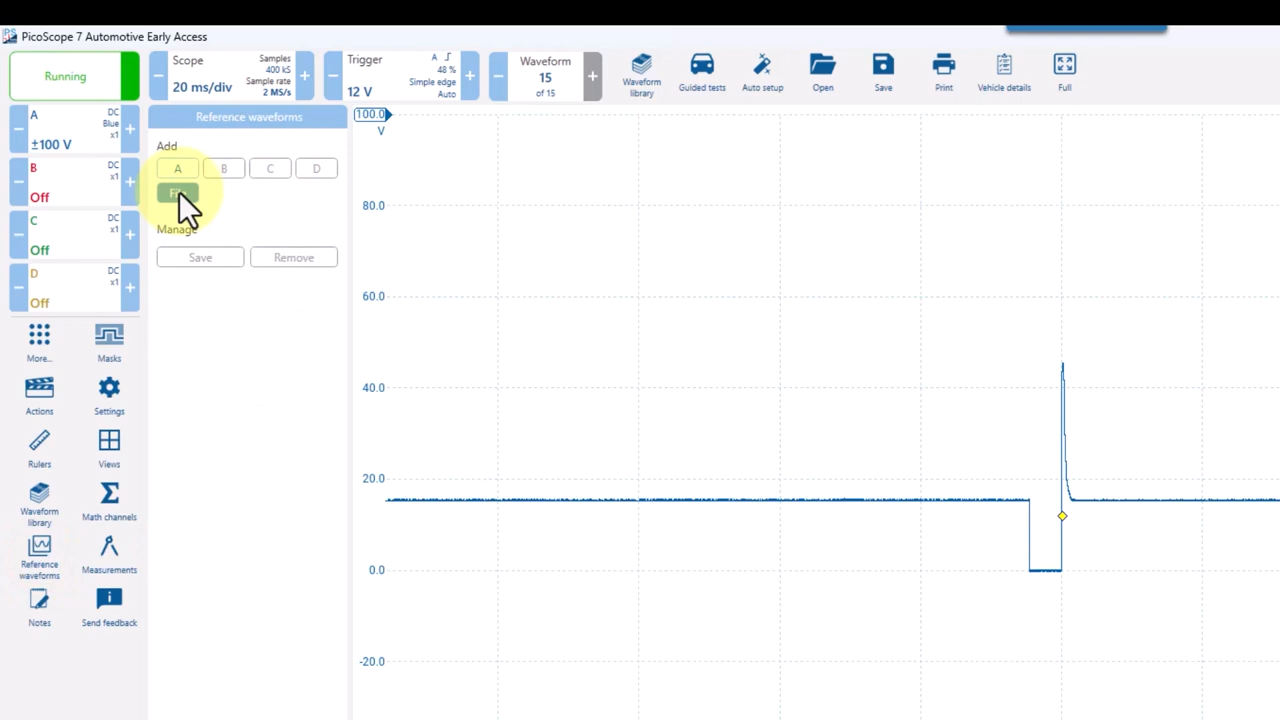 PicoScope 7 Automotive Early Access
Running
Scope
20 ms/div
Samples
400 kS
Sample rate
2 MS/s
Trigger
12 V
A
48 %
Simple edge
Auto
Waveform
15
of 15
Waveform
library
Guided tests
Auto setup
Open
Save
Print
Vehicle details
Full
A
DC
Blue
x1
±100 V
B
DC
x1
Off
C
DC
x1
Off
D
DC
x1
Off
Reference waveforms
Add
A
B
C
D
Manage
Save
Remove
More...
Masks
Actions
Settings
Rulers
Views
Waveform
library
Math channels
Reference
waveforms
Measurements
Notes
Send feedback
100.0
V
80.0
60.0
40.0
20.0
0.0
-20.0